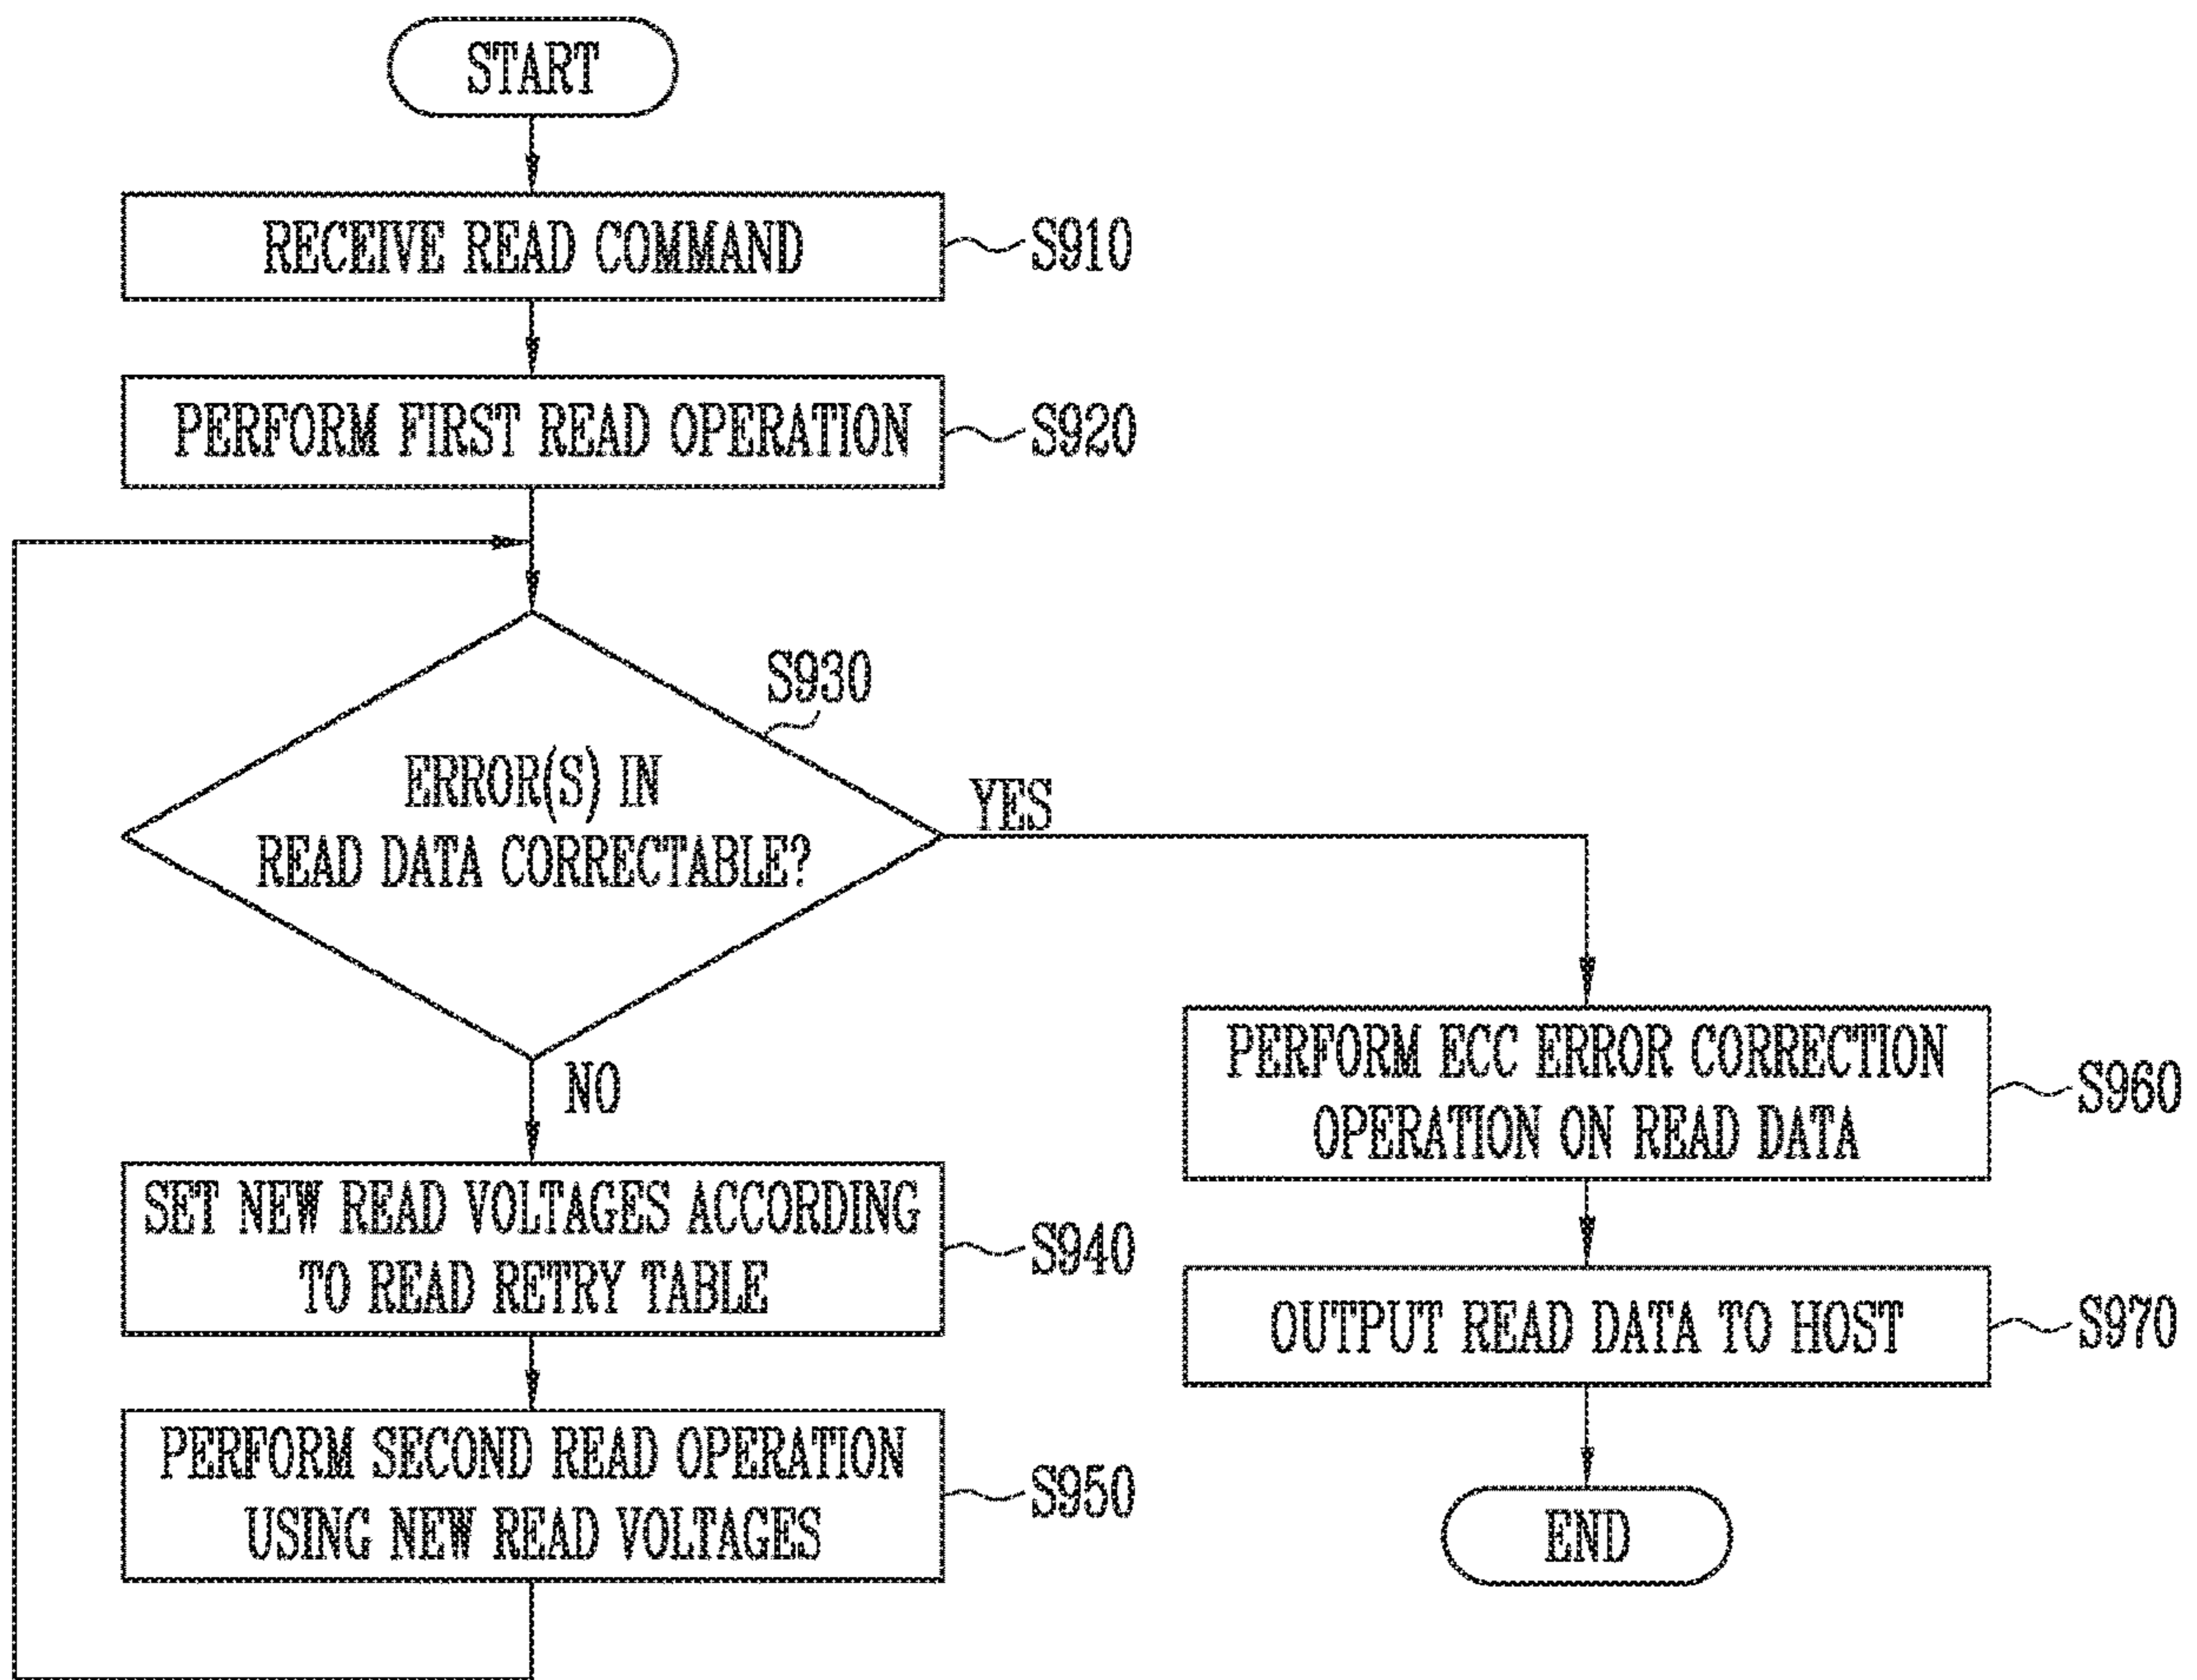 START
RECEIVE READ COMMAND
S910
PERFORM FIRST READ OPERATION
S920
S930
ERROR(S) IN
READ DATA CORRECTABLE?
YES
NO
SET NEW READ VOLTAGES ACCORDING
TO READ RETRY TABLE
S940
PERFORM SECOND READ OPERATION
USING NEW READ VOLTAGES
S950
PERFORM ECC ERROR CORRECTION
OPERATION ON READ DATA
S960
OUTPUT READ DATA TO HOST
S970
END